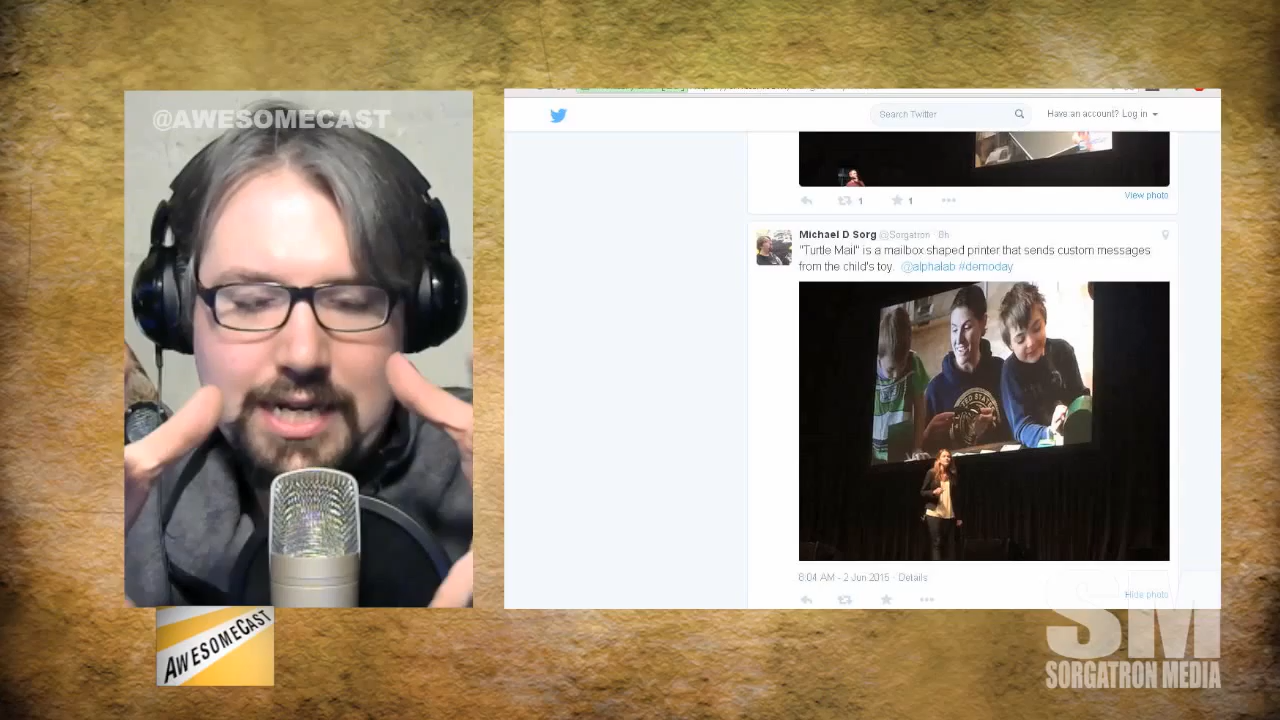 @AWESOMECAST
Search Twitter
Have an account? Log in
1
1
View photo
Michael D Sorg @Sorgatron · 8h
"Turtle Mail" is a mailbox shaped printer that sends custom messages
from the child's toy. @alphalab #demoday
UNITED STATES
8:04 AM - 2 Jun 2015 · Details
Hide photo
AWESOMECAST
SM
SORGATRON MEDIA